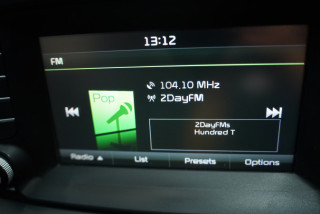 13:12
FM
Pop
104.10 MHz
2DayFM
2DayFMs
Hundred T
Radio ▲ List Presets Options